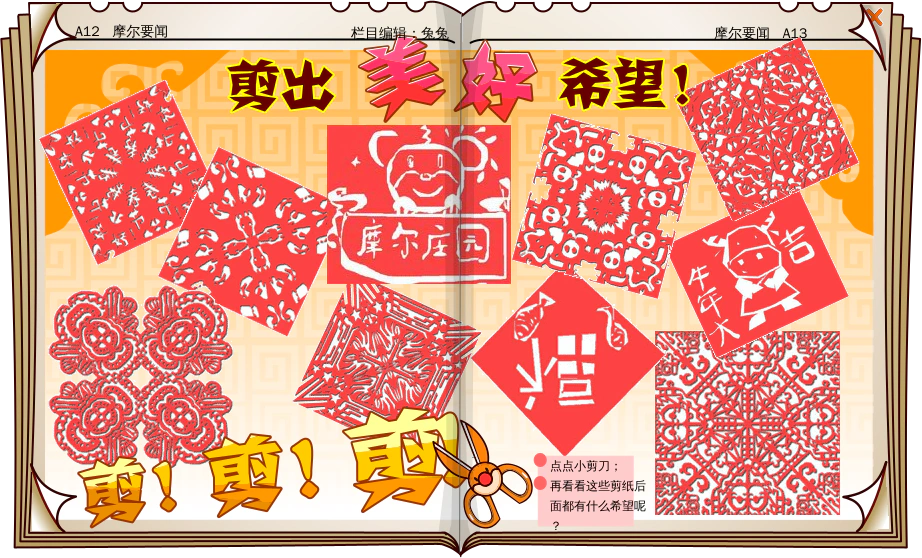 A12 摩尔要闻
栏目编辑：兔兔
摩尔要闻 A13
剪出美好希望！
摩尔庄园
牛年大吉
福
剪！剪！剪
点点小剪刀；
再看看这些剪纸后
面都有什么希望呢
？